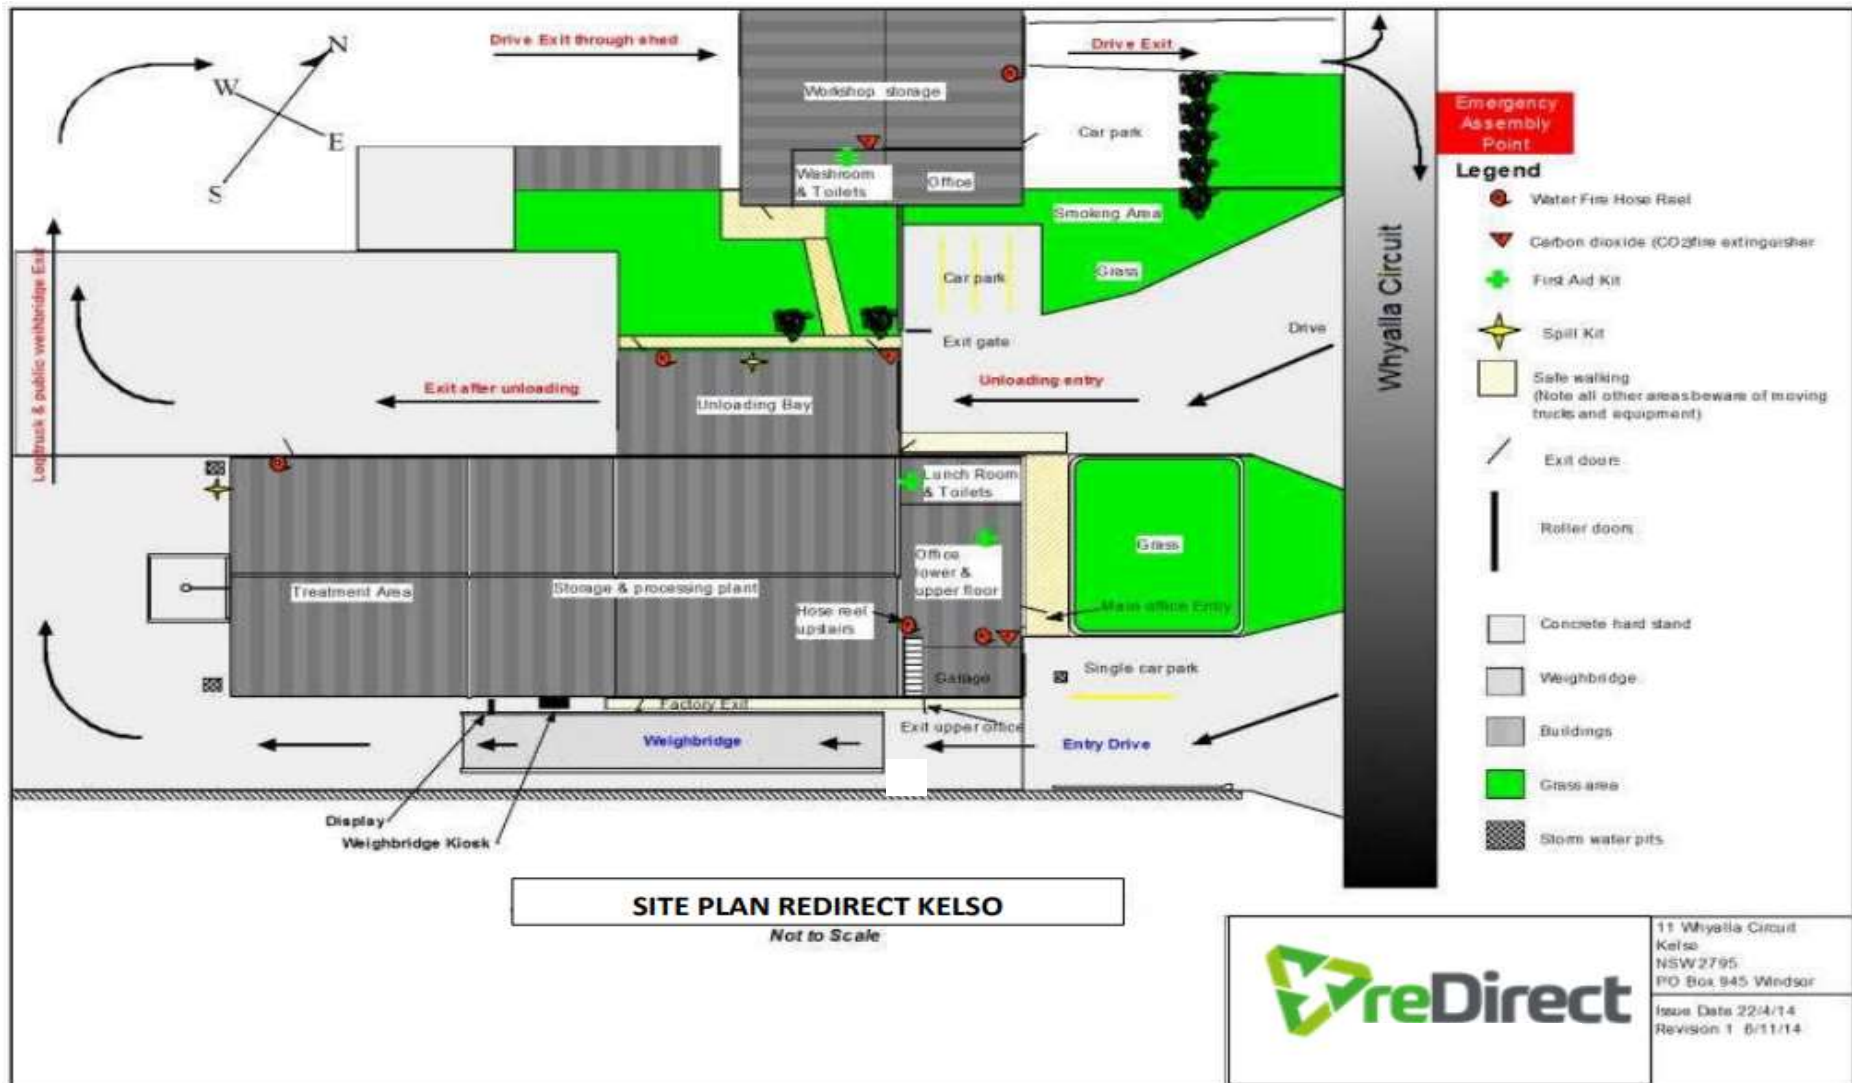 Drive Exit through shed
Drive Exit
N
W
E
S
Workshop storage
Car park
Washroom
& Toilets
Office
Smoking Area
Grass
Car park
Exit gate
Drive
Whyalla Circuit
Log truck & public weihbridge Exit
Exit after unloading
Unloading entry
Unloading Bay
Lunch Room
& Toilets
Office
lower &
upper floor
Grass
Main office Entry
Treatment Area
Storage & processing plant
Hose reel
upstairs
Garage
Single car park
Factory Exit
Exit upper office
Weighbridge
Entry Drive
Display
Weighbridge Kiosk
Emergency
Assembly
Point
Legend
Water Fire Hose Reel
Carbon dioxide (CO2)fire extinguisher
First Aid Kit
Spill Kit
Safe walking
(Note all other areas beware of moving
trucks and equipment)
Exit doors
Roller doors
Concrete hard stand
Weighbridge
Buildings
Grass area
Storm water pits
SITE PLAN REDIRECT KELSO
Not to Scale
reDirect
11 Whyalla Circuit
Kelso
NSW 2795
PO Box 945 Windsor
Issue Date 22/4/14
Revision 1 6/11/14